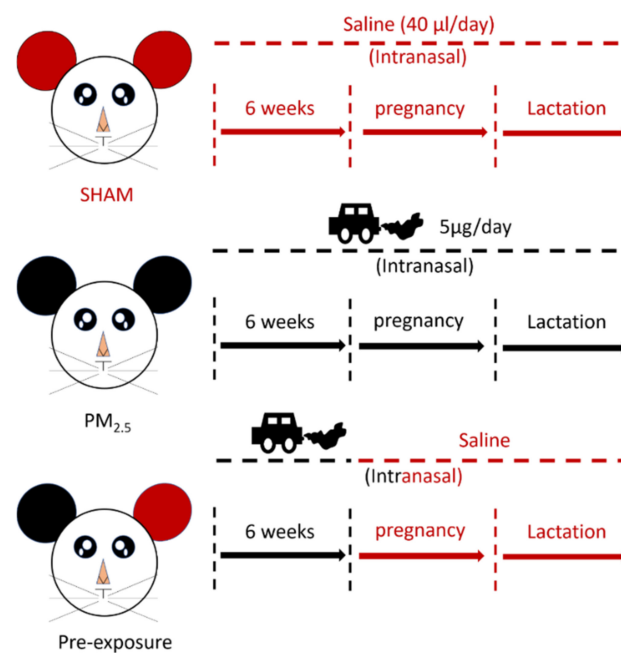 Saline (40 µl/day)
(Intranasal)
6 weeks pregnancy Lactation
SHAM
5µg/day
(Intranasal)
6 weeks pregnancy Lactation
PM₂.₅
Saline
(Intranasal)
6 weeks pregnancy Lactation
Pre-exposure